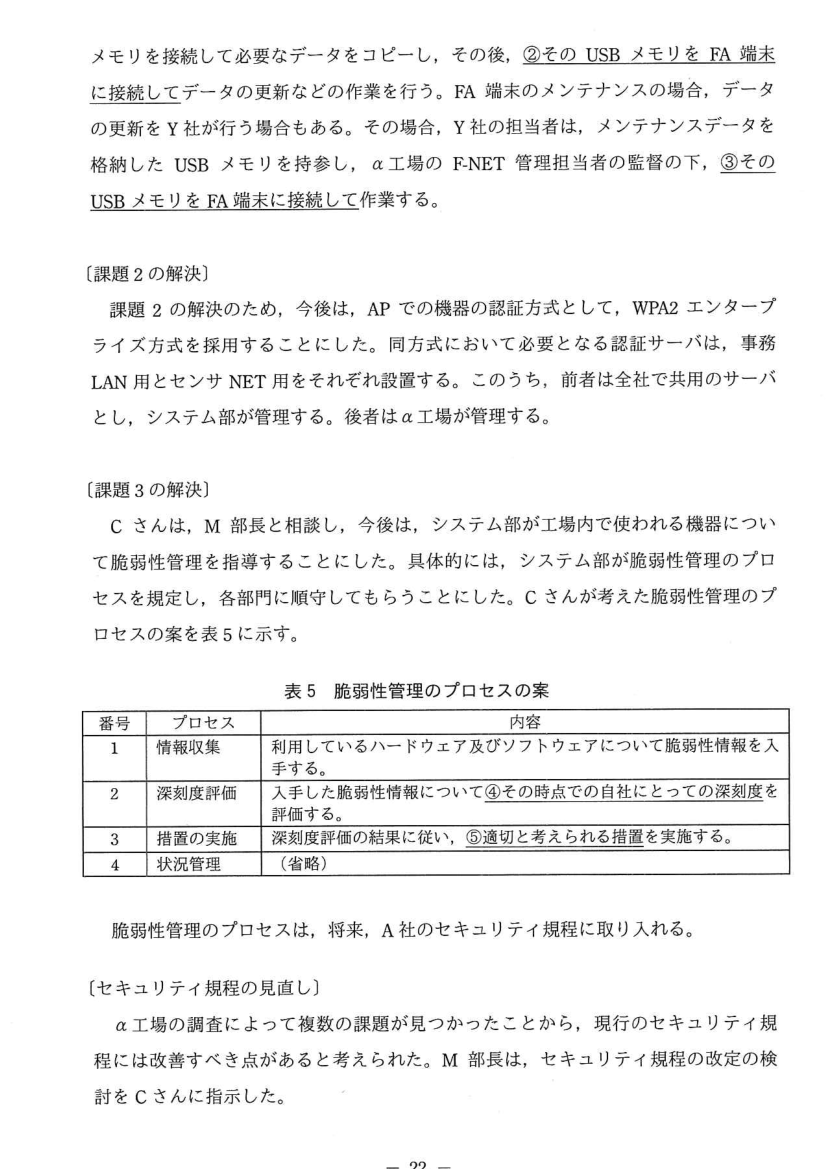 メモリを接続して必要なデータをコピーし，その後，②その USB メモリを FA 端末
に接続してデータの更新などの作業を行う。FA 端末のメンテナンスの場合，データ
の更新を Y 社が行う場合もある。その場合，Y 社の担当者は，メンテナンスデータを
格納した USB メモリを持参し，α工場の F-NET 管理担当者の監督の下，③その
USB メモリを FA 端末に接続して作業する。
〔課題 2 の解決〕
課題 2 の解決のため，今後は，AP での機器の認証方式として，WPA2 エンタープ
ライズ方式を採用することにした。同方式において必要となる認証サーバは，事務
LAN 用とセンサ NET 用をそれぞれ設置する。このうち，前者は全社で共用のサーバ
とし，システム部が管理する。後者はα工場が管理する。
〔課題 3 の解決〕
C さんは，M 部長と相談し，今後は，システム部が工場内で使われる機器につい
て脆弱性管理を指導することにした。具体的には，システム部が脆弱性管理のプロ
セスを規定し，各部門に順守してもらうことにした。C さんが考えた脆弱性管理のプ
ロセスの案を表 5 に示す。
表 5 脆弱性管理のプロセスの案
番号 プロセス 内容
1 情報収集 利用しているハードウェア及びソフトウェアについて脆弱性情報を入
手する。
2 深刻度評価 入手した脆弱性情報について④その時点での自社にとっての深刻度を
評価する。
3 措置の実施 深刻度評価の結果に従い，⑤適切と考えられる措置を実施する。
4 状況管理 （省略）
脆弱性管理のプロセスは，将来，A 社のセキュリティ規程に取り入れる。
〔セキュリティ規程の見直し〕
α工場の調査によって複数の課題が見つかったことから，現行のセキュリティ規
程には改善すべき点があると考えられた。M 部長は，セキュリティ規程の改定の検
討を C さんに指示した。
－ 22 －